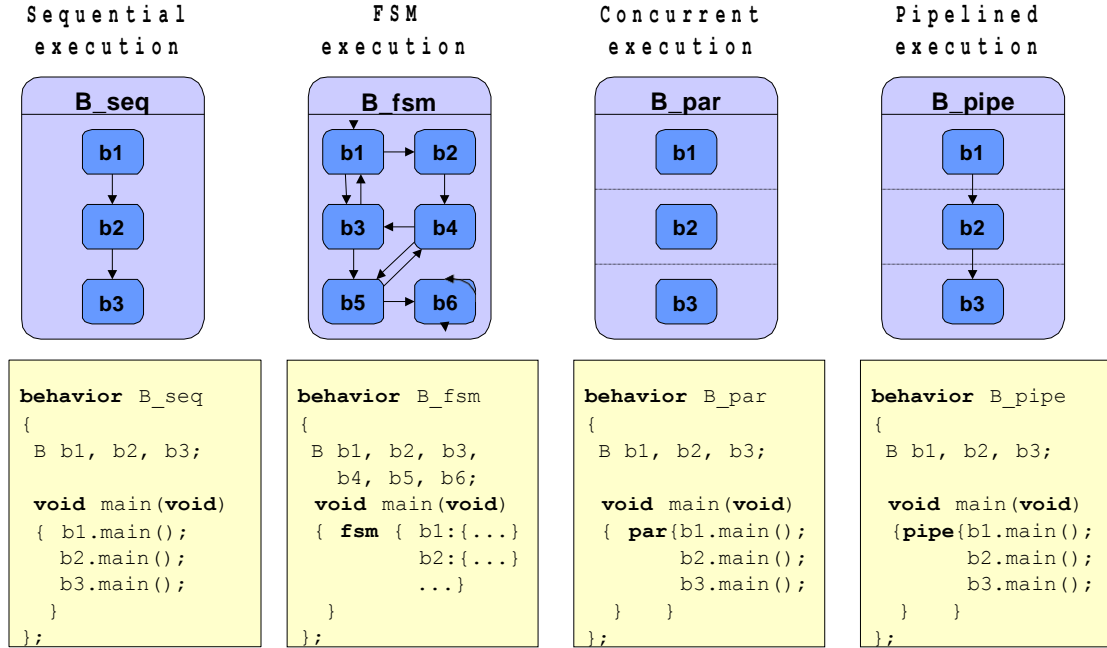 Sequential
execution
FSM
execution
Concurrent
execution
Pipelined
execution
B_seq
b1
b2
b3
B_fsm
b1 b2
b3 b4
b5 b6
B_par
b1
b2
b3
B_pipe
b1
b2
b3
behavior B_seq
{
B b1, b2, b3;
void main(void)
{ b1.main();
b2.main();
b3.main();
}
};
behavior B_fsm
{
B b1, b2, b3,
b4, b5, b6;
void main(void)
{ fsm { b1:{...}
b2:{...}
...}
}
};
behavior B_par
{
B b1, b2, b3;
void main(void)
{ par{b1.main();
b2.main();
b3.main();
} }
};
behavior B_pipe
{
B b1, b2, b3;
void main(void)
{pipe{b1.main();
b2.main();
b3.main();
} }
};